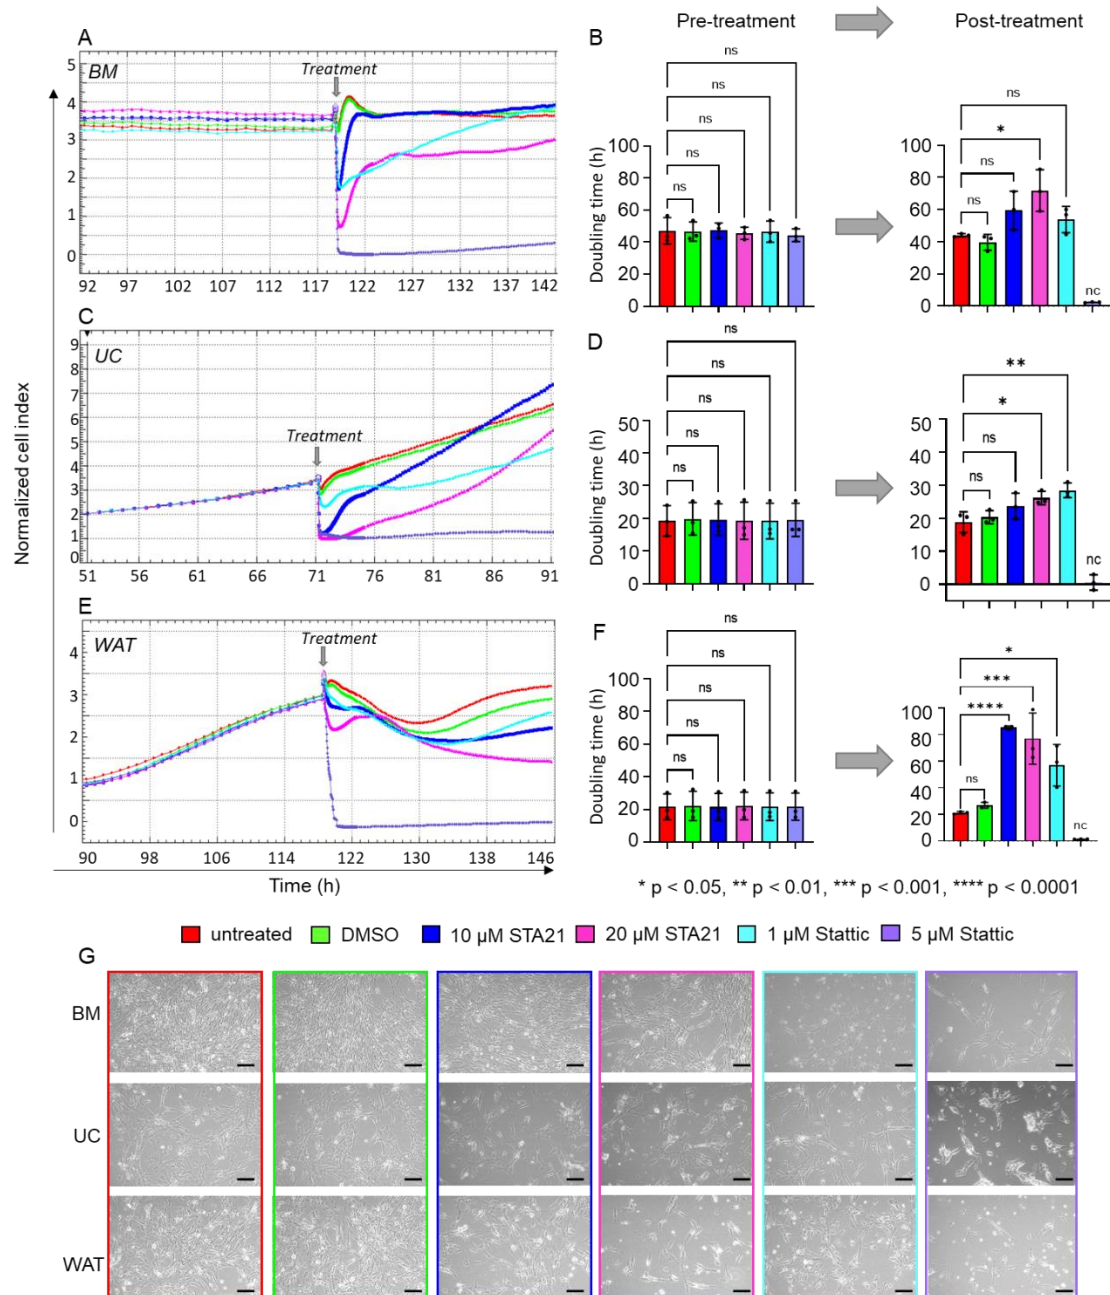 Pre-treatment
Post-treatment
Normalized cell index
A
BM
Treatment
5
4
3
2
1
0
92 97 102 107 112 117 122 127 132 137 142
B
Doubling time (h)
100
80
60
40
20
0
ns
ns
ns
ns
ns
100
80
60
40
20
0
ns
*
ns
ns
nc
C
UC
Treatment
9
8
7
6
5
4
3
2
1
0
51 56 61 66 71 76 81 86 91
D
Doubling time (h)
50
40
30
20
10
0
ns
ns
ns
ns
ns
50
40
30
20
10
0
**
*
ns
ns
nc
E
WAT
Treatment
3
2
1
0
90 98 106 114 122 130 138 146
Time (h)
F
Doubling time (h)
100
80
60
40
20
0
ns
ns
ns
ns
ns
80
60
40
20
0
*
***
****
ns
nc
* p < 0.05, ** p < 0.01, *** p < 0.001, **** p < 0.0001
untreated DMSO 10 µM STA21 20 µM STA21 1 µM Stattic 5 µM Stattic
G
BM
UC
WAT